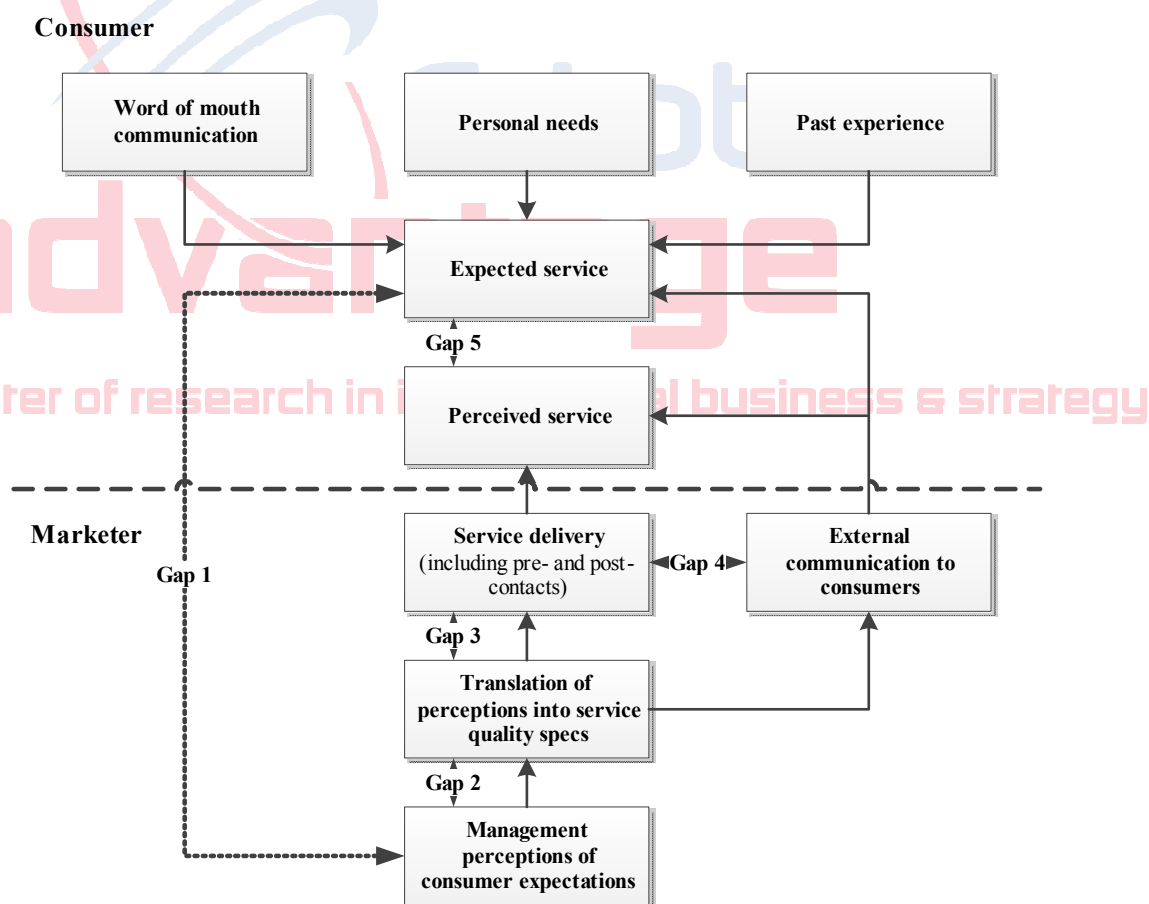 Consumer
Word of mouth
communication
Personal needs
Past experience
Expected service
Gap 5
Perceived service
Marketer
Service delivery
(including pre- and post-
contacts)
Gap 4
External
communication to
consumers
Gap 1
Gap 3
Translation of
perceptions into service
quality specs
Gap 2
Management
perceptions of
consumer expectations
ter of research in i al business & strategy